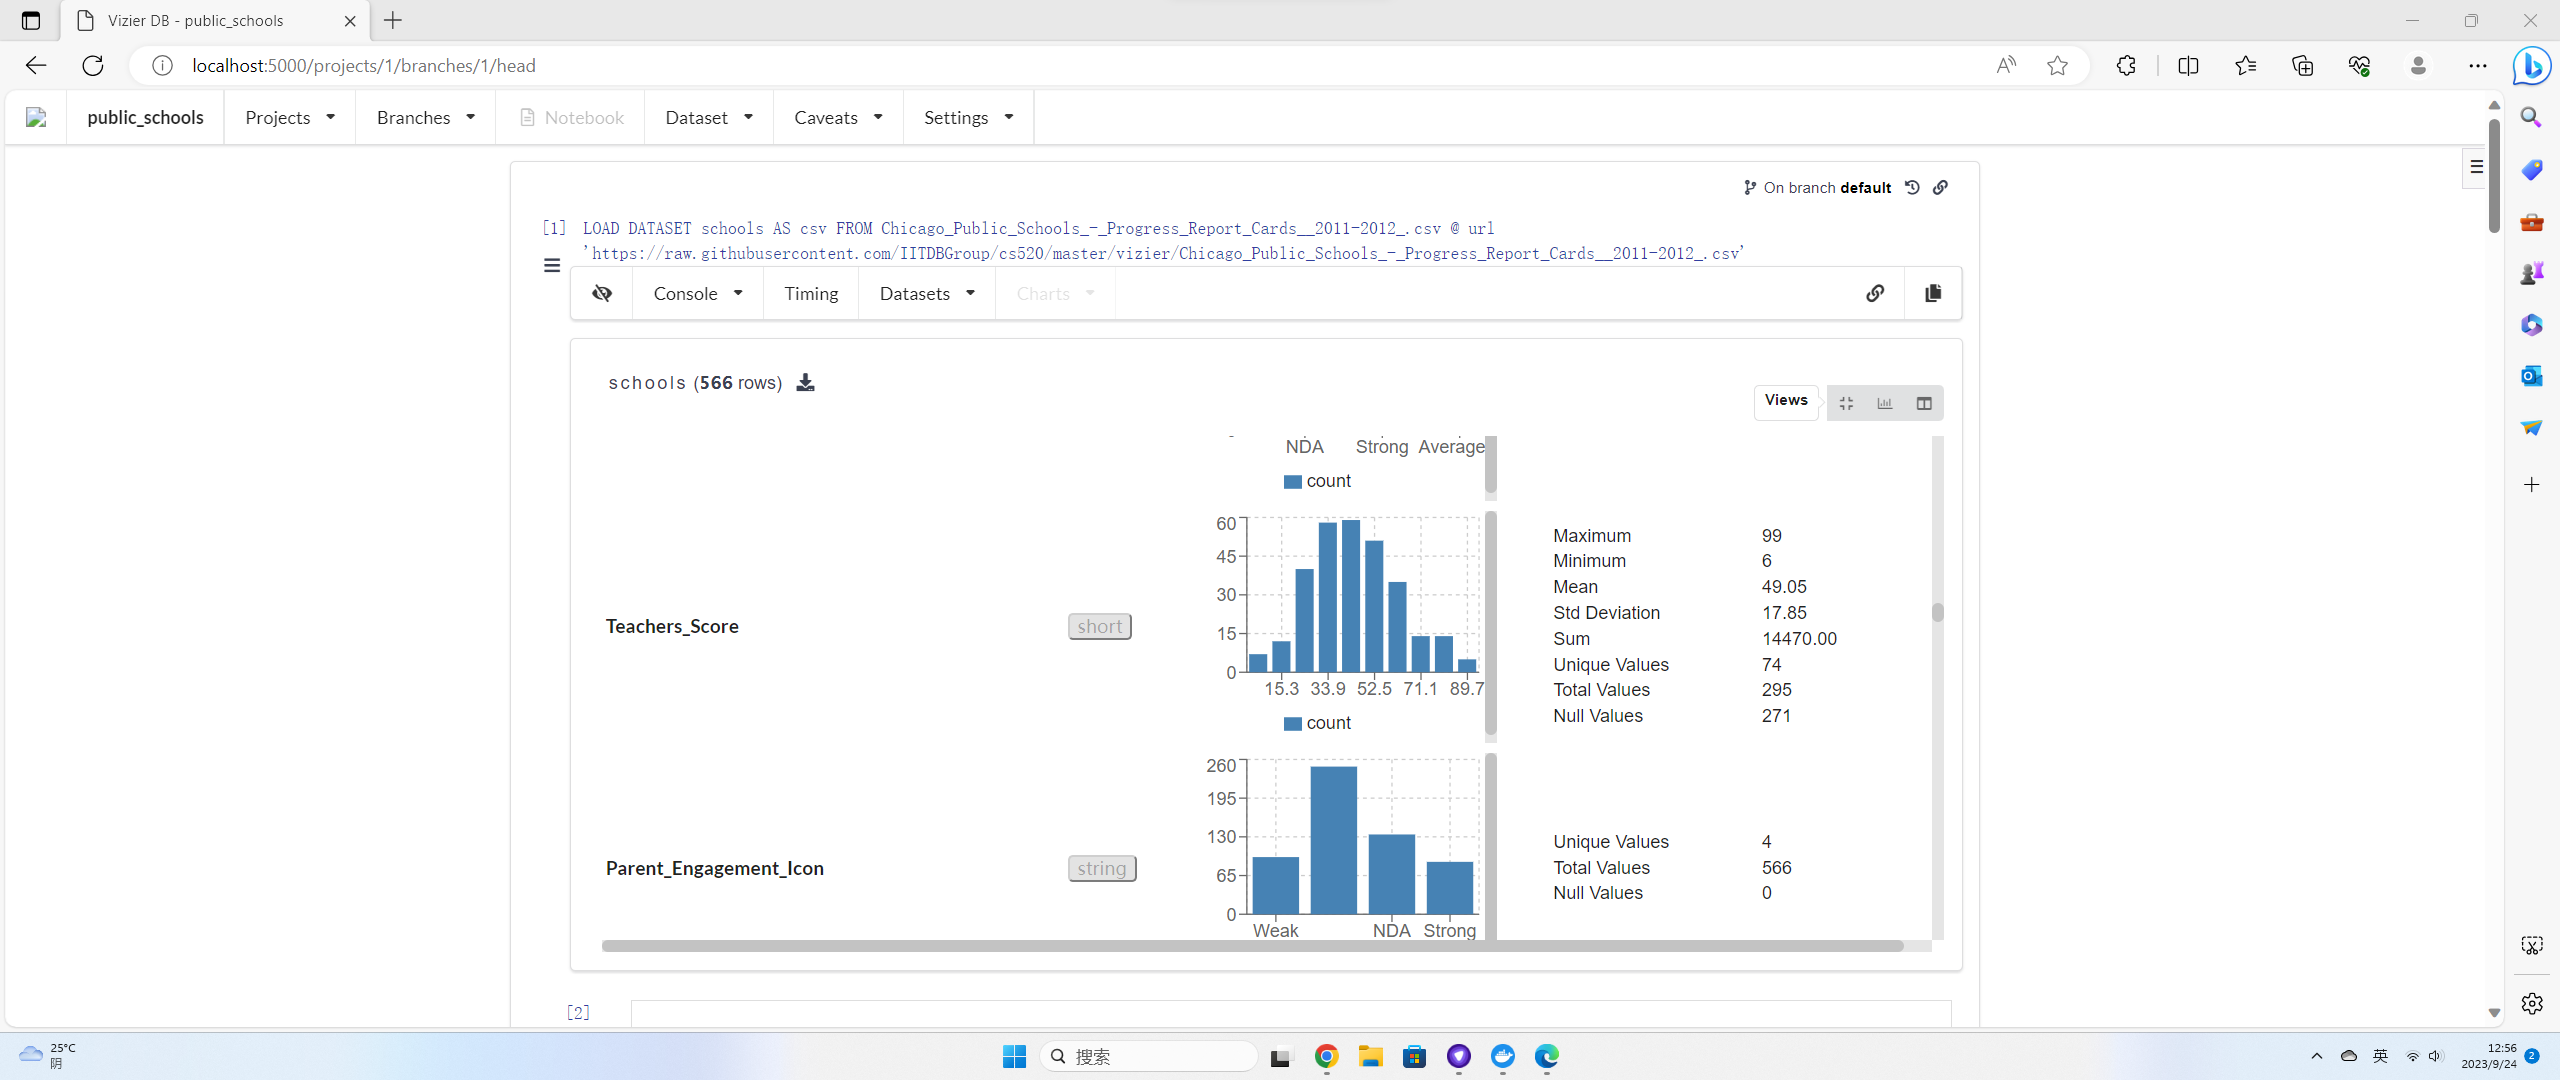 Vizier DB - public_schools
localhost:5000/projects/1/branches/1/head
public_schools
Projects
Branches
Notebook
Dataset
Caveats
Settings
On branch default
[1] LOAD DATASET schools AS csv FROM Chicago_Public_Schools_-_Progress_Report_Cards__2011-2012_.csv @ url
'https://raw.githubusercontent.com/IITDBGroup/cs520/master/vizier/Chicago_Public_Schools_-_Progress_Report_Cards__2011-2012_.csv'
Console
Timing
Datasets
Charts
schools (566 rows)
Views
NDA Strong Average
count
Teachers_Score
short
60
45
30
15
0
15.3 33.9 52.5 71.1 89.7
count
Maximum 99
Minimum 6
Mean 49.05
Std Deviation 17.85
Sum 14470.00
Unique Values 74
Total Values 295
Null Values 271
Parent_Engagement_Icon
string
260
195
130
65
0
Weak NDA Strong
Unique Values 4
Total Values 566
Null Values 0
[2]
25°C
阴
搜索
英
12:56
2023/9/24
2